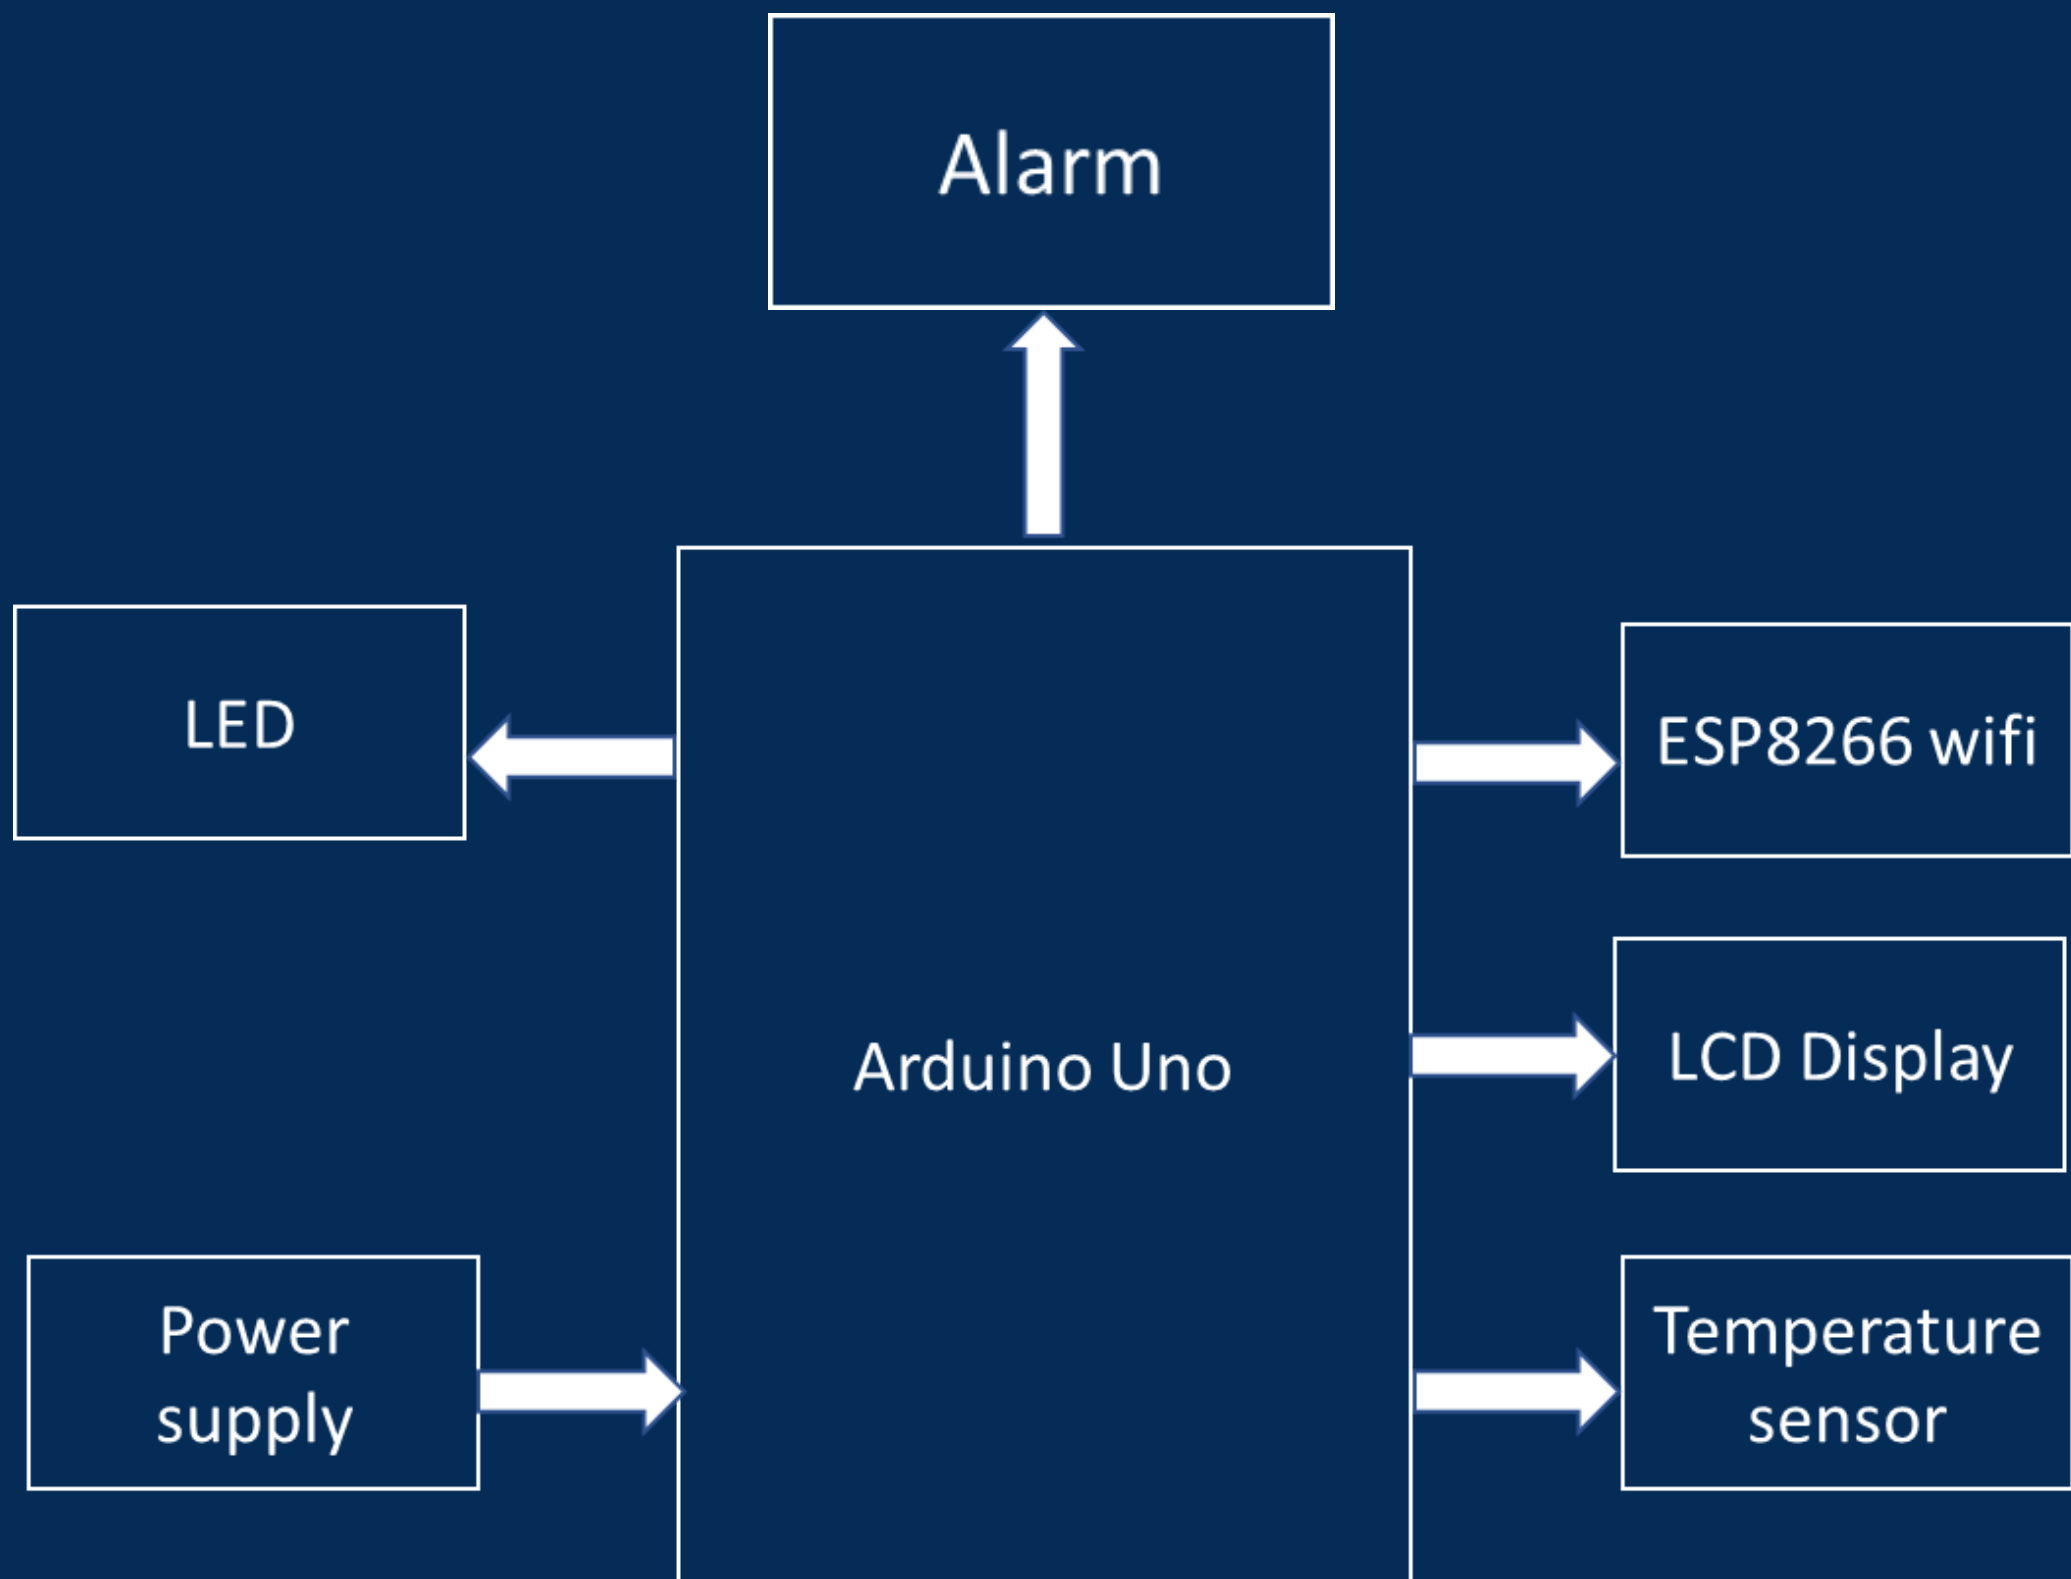 Alarm
LED
ESP8266 wifi
Arduino Uno
LCD Display
Power
supply
Temperature
sensor